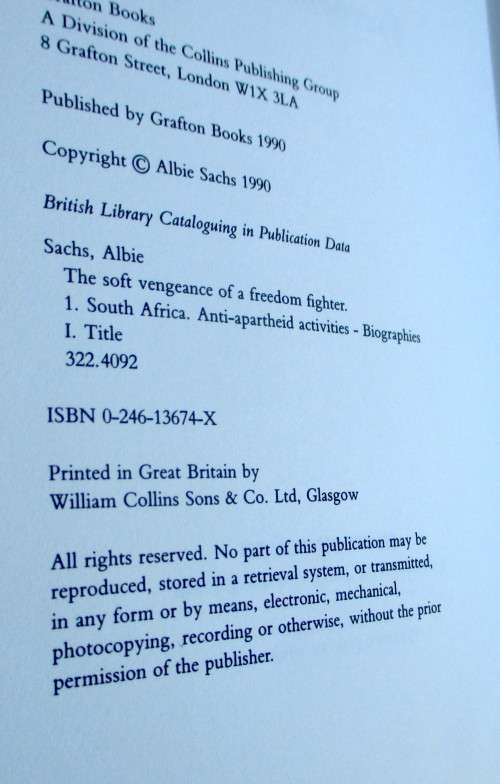 Grafton Books
A Division of the Collins Publishing Group
8 Grafton Street, London W1X 3LA
Published by Grafton Books 1990
Copyright © Albie Sachs 1990
British Library Cataloguing in Publication Data
Sachs, Albie
The soft vengeance of a freedom fighter.
1. South Africa. Anti-apartheid activities - Biographies
I. Title
322.4092
ISBN 0-246-13674-X
Printed in Great Britain by
William Collins Sons & Co. Ltd, Glasgow
All rights reserved. No part of this publication may be
reproduced, stored in a retrieval system, or transmitted,
in any form or by means, electronic, mechanical,
photocopying, recording or otherwise, without the prior
permission of the publisher.